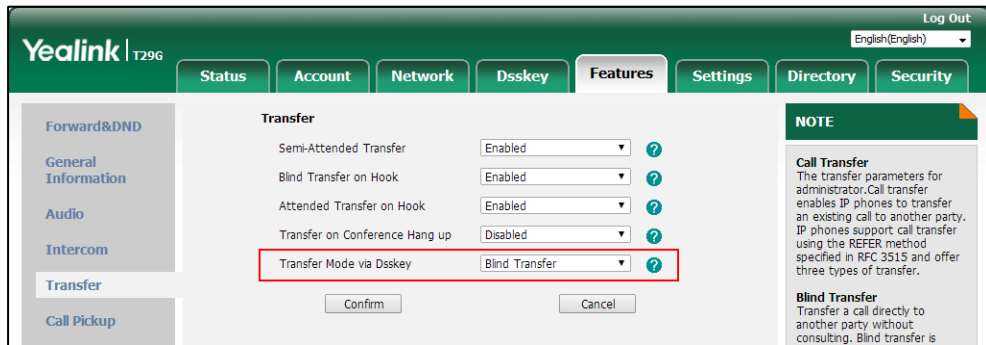 Log Out
Yealink T29G
English(English)
Status Account Network Dsskey Features Settings Directory Security
Forward&DND
General
Information
Audio
Intercom
Transfer
Call Pickup
Transfer
Semi-Attended Transfer Enabled
Blind Transfer on Hook Enabled
Attended Transfer on Hook Enabled
Transfer on Conference Hang up Disabled
Transfer Mode via Dsskey Blind Transfer
Confirm Cancel
NOTE
Call Transfer
The transfer parameters for
administrator.Call transfer
enables IP phones to transfer
an existing call to another party.
IP phones support call transfer
using the REFER method
specified in RFC 3515 and offer
three types of transfer.
Blind Transfer
Transfer a call directly to
another party without
consulting. Blind transfer is